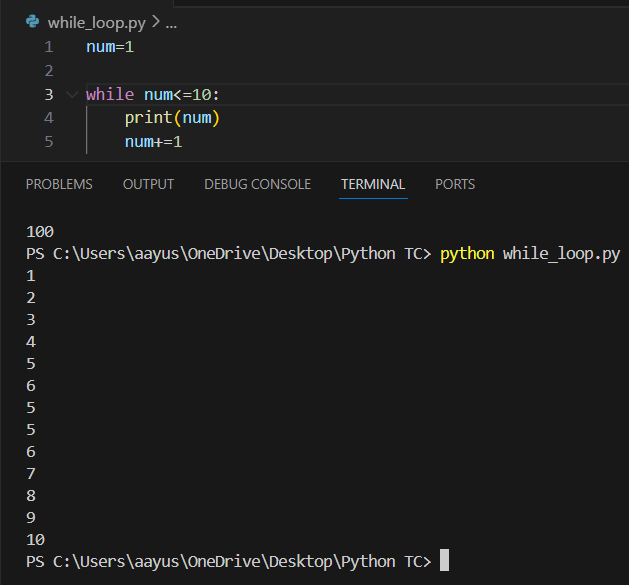 while_loop.py > ...
1 num=1
2
3 while num<=10:
4     print(num)
5     num+=1
PROBLEMS OUTPUT DEBUG CONSOLE TERMINAL PORTS
100
PS C:\Users\aayus\OneDrive\Desktop\Python TC> python while_loop.py
1
2
3
4
5
6
5
5
6
7
8
9
10
PS C:\Users\aayus\OneDrive\Desktop\Python TC>